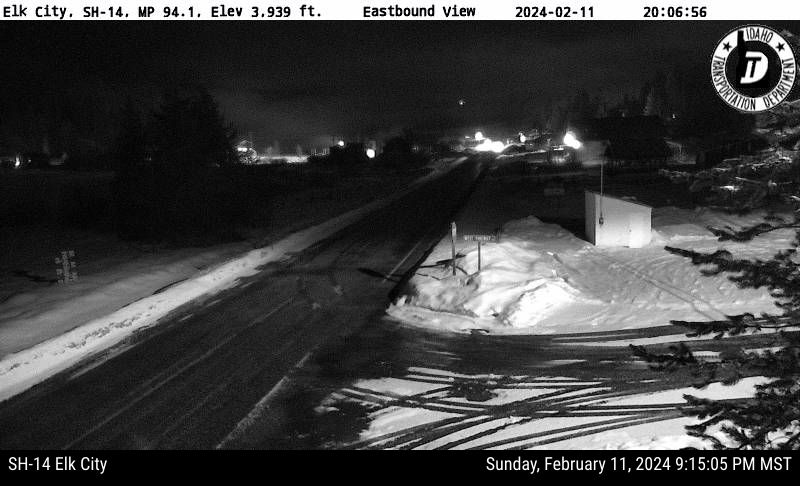 Elk City, SH-14, MP 94.1, Elev 3,939 ft. Eastbound View 2024-02-11 20:06:56
IDAHO
TRANSPORTATION DEPARTMENT
SH-14 Elk City Sunday, February 11, 2024 9:15:05 PM MST